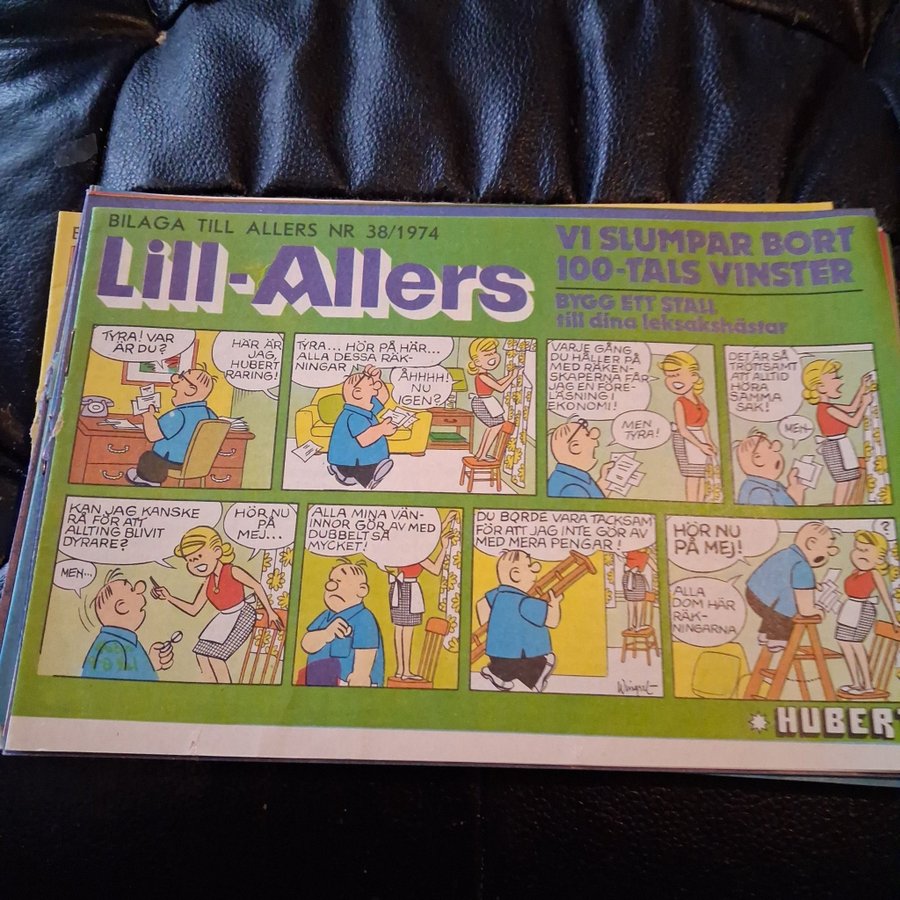 BILAGA TILL ALLERS NR 38/1974
Lill-Allers
VI SLUMPAR BORT
100-TALS VINSTER
BYGG ETT STALL
till dina leksakshästar
TYRA! VAR
ÄR DU?
HÄR ÄR
JAG,
HUBERT
RARING!
TYRA... HÖR PÅ HÄR...
ALLA DESSA RÄK-
NINGAR
ÅHHHH!
NU
IGEN?
VARJE GÅNG
DU HÅLLER PÅ
MED RÄKEN-
SKAPERNA FÅR
JAG EN FÖRE-
LÄSNING I
EKONOMI!
MEN
TYRA!
DET ÄR SÅ
TRÖTTSAMT
ATT ALLTID
HÖRA
SAMMA
SAK!
MEN-
KAN JAG KANSKE
RÅ FÖR ATT
ALLTING BLIVIT
DYRARE?
MEN...
HÖR NU
PÅ
MEJ...
ALLA MINA VÄN-
INNOR GÖR AV MED
DUBBELT SÅ
MYCKET!
DU BORDE VARA TACKSAM
FÖR ATT JAG INTE GÖR AV
MED MERA PENGAR!
Wingert
HÖR NU
PÅ MEJ!
ALLA
DOM HÄR
RÄK-
NINGARNA
?
HUBERT